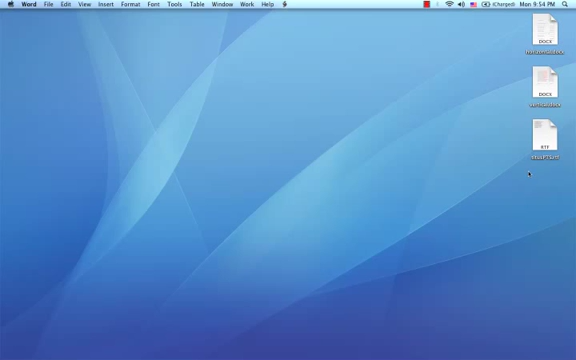 Word File Edit View Insert Format Font Tools Table Window Work Help (Charged) Mon 9:54 PM
DOCX
DOCX
RTF